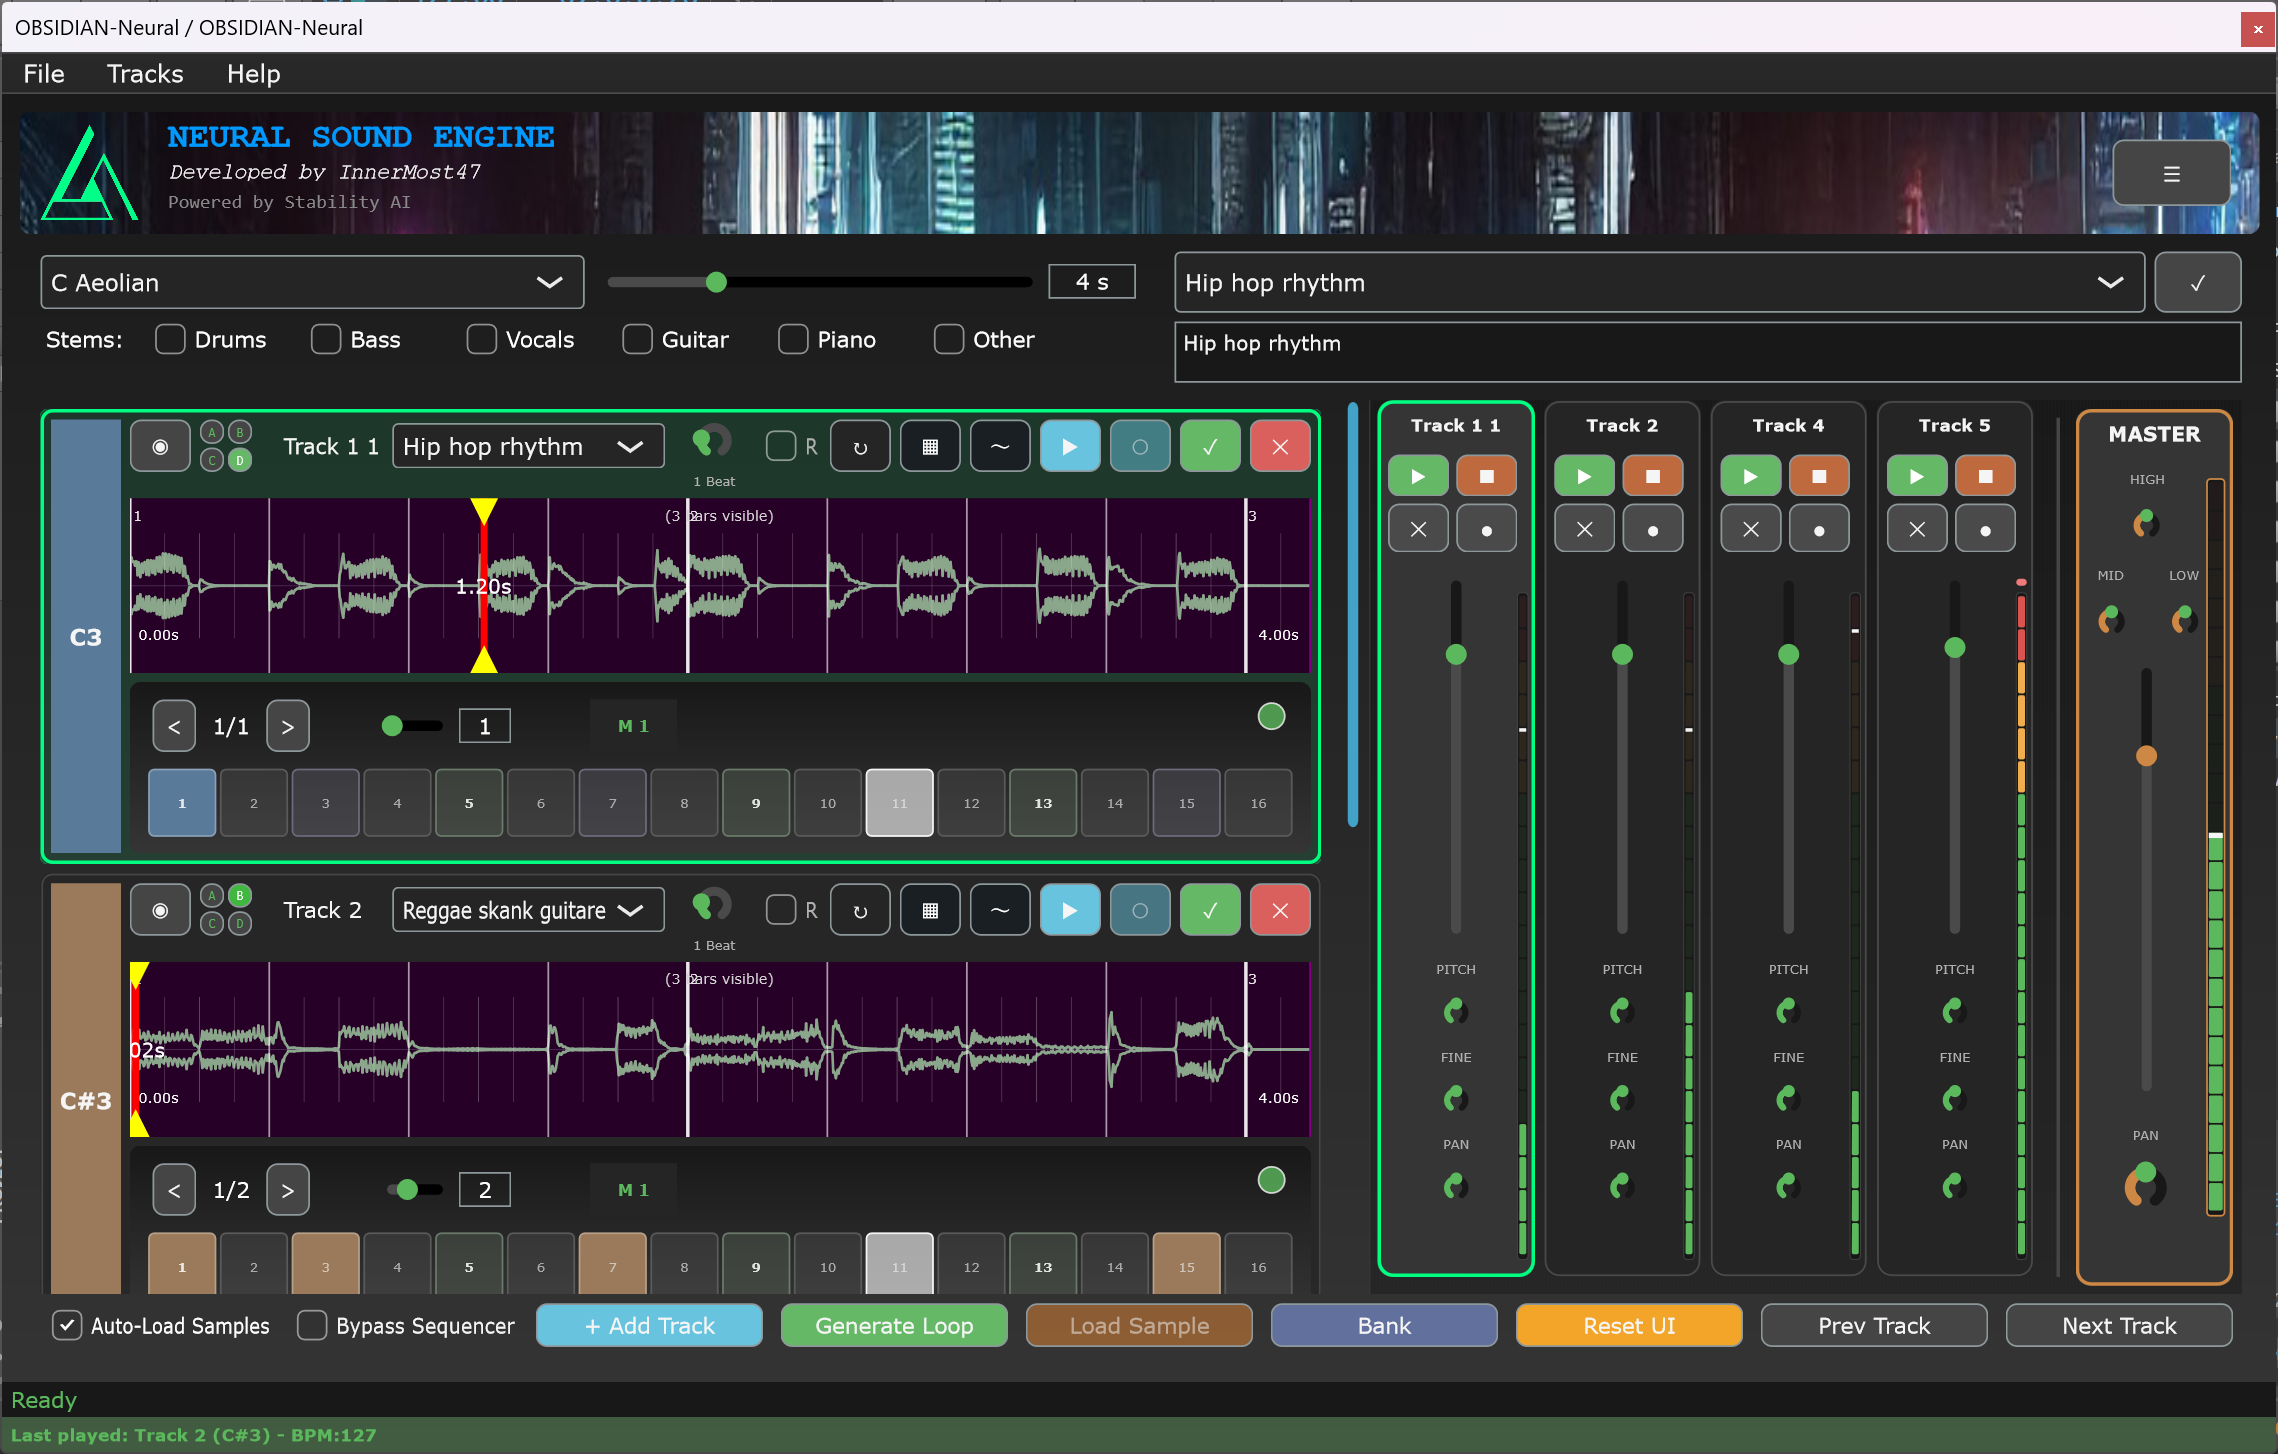 OBSIDIAN-Neural / OBSIDIAN-Neural
File Tracks Help
NEURAL SOUND ENGINE
Developed by InnerMost47
Powered by Stability AI
C Aeolian
4 s
Hip hop rhythm
Stems: Drums Bass Vocals Guitar Piano Other
Hip hop rhythm
C3
A B C D
Track 1 1
Hip hop rhythm
1 Beat
R
1 (3 bars visible) 2 3
1.20s
0.00s 4.00s
< 1/1 > 1 M 1
1 2 3 4 5 6 7 8 9 10 11 12 13 14 15 16
C#3
A B C D
Track 2
Reggae skank guitare
1 Beat
R
(3 bars visible) 2 3
02s
0.00s 4.00s
< 1/2 > 2 M 1
1 2 3 4 5 6 7 8 9 10 11 12 13 14 15 16
Track 1 1 Track 2 Track 4 Track 5
PITCH PITCH PITCH PITCH
FINE FINE FINE FINE
PAN PAN PAN PAN
MASTER
HIGH
MID LOW
PAN
Auto-Load Samples Bypass Sequencer + Add Track Generate Loop Load Sample Bank Reset UI Prev Track Next Track
Ready
Last played: Track 2 (C#3) - BPM:127